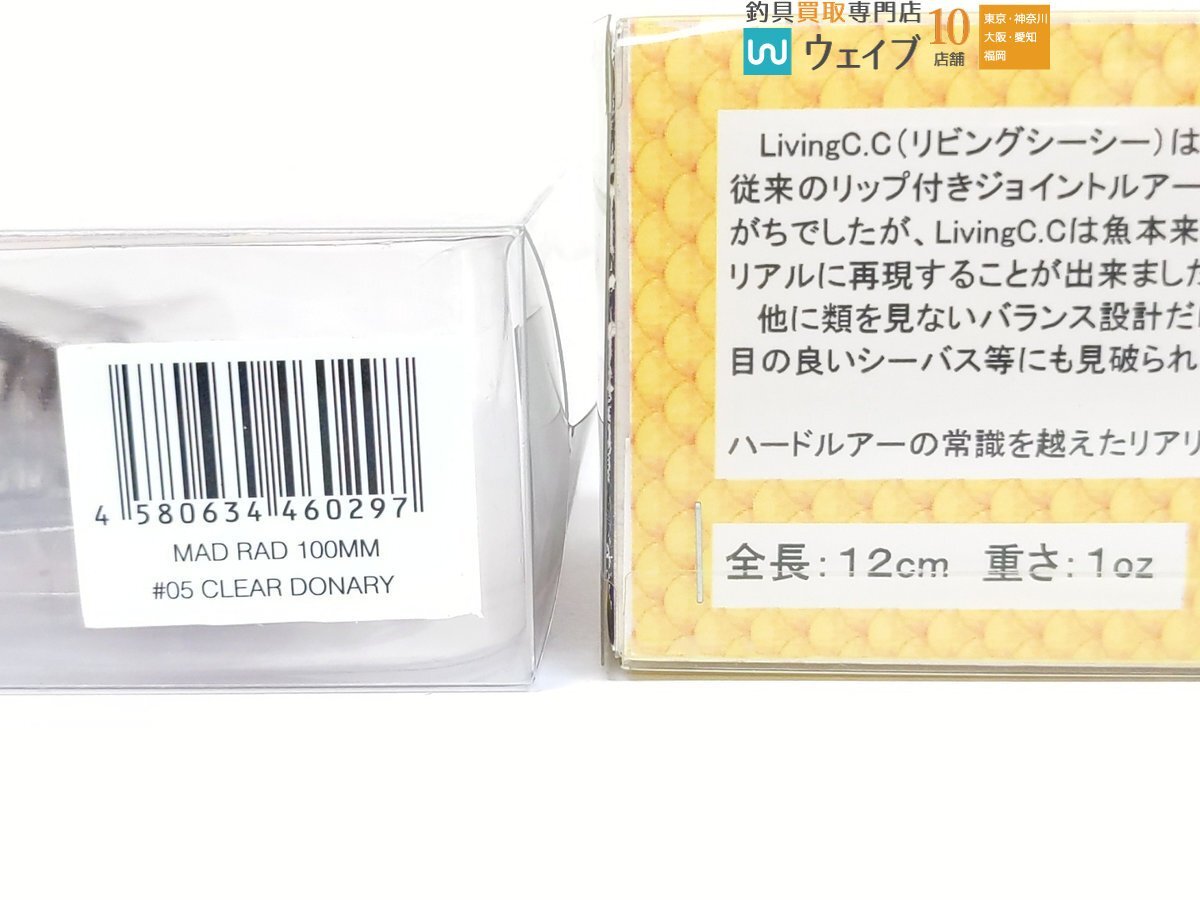 釣具買取専門店
ウェイブ
10
店舗
東京・神奈川
大阪・愛知
福岡
4 580634 460297
MAD RAD 100MM
#05 CLEAR DONARY
LivingC.C（リビングシーシー）は
従来のリップ付きジョイントルアー
がちでしたが、LivingC.Cは魚本来
リアルに再現することが出来ました
他に類を見ないバランス設計だ
目の良いシーバス等にも見破られ
ハードルアーの常識を越えたリアリ
全長：12cm 重さ：1oz